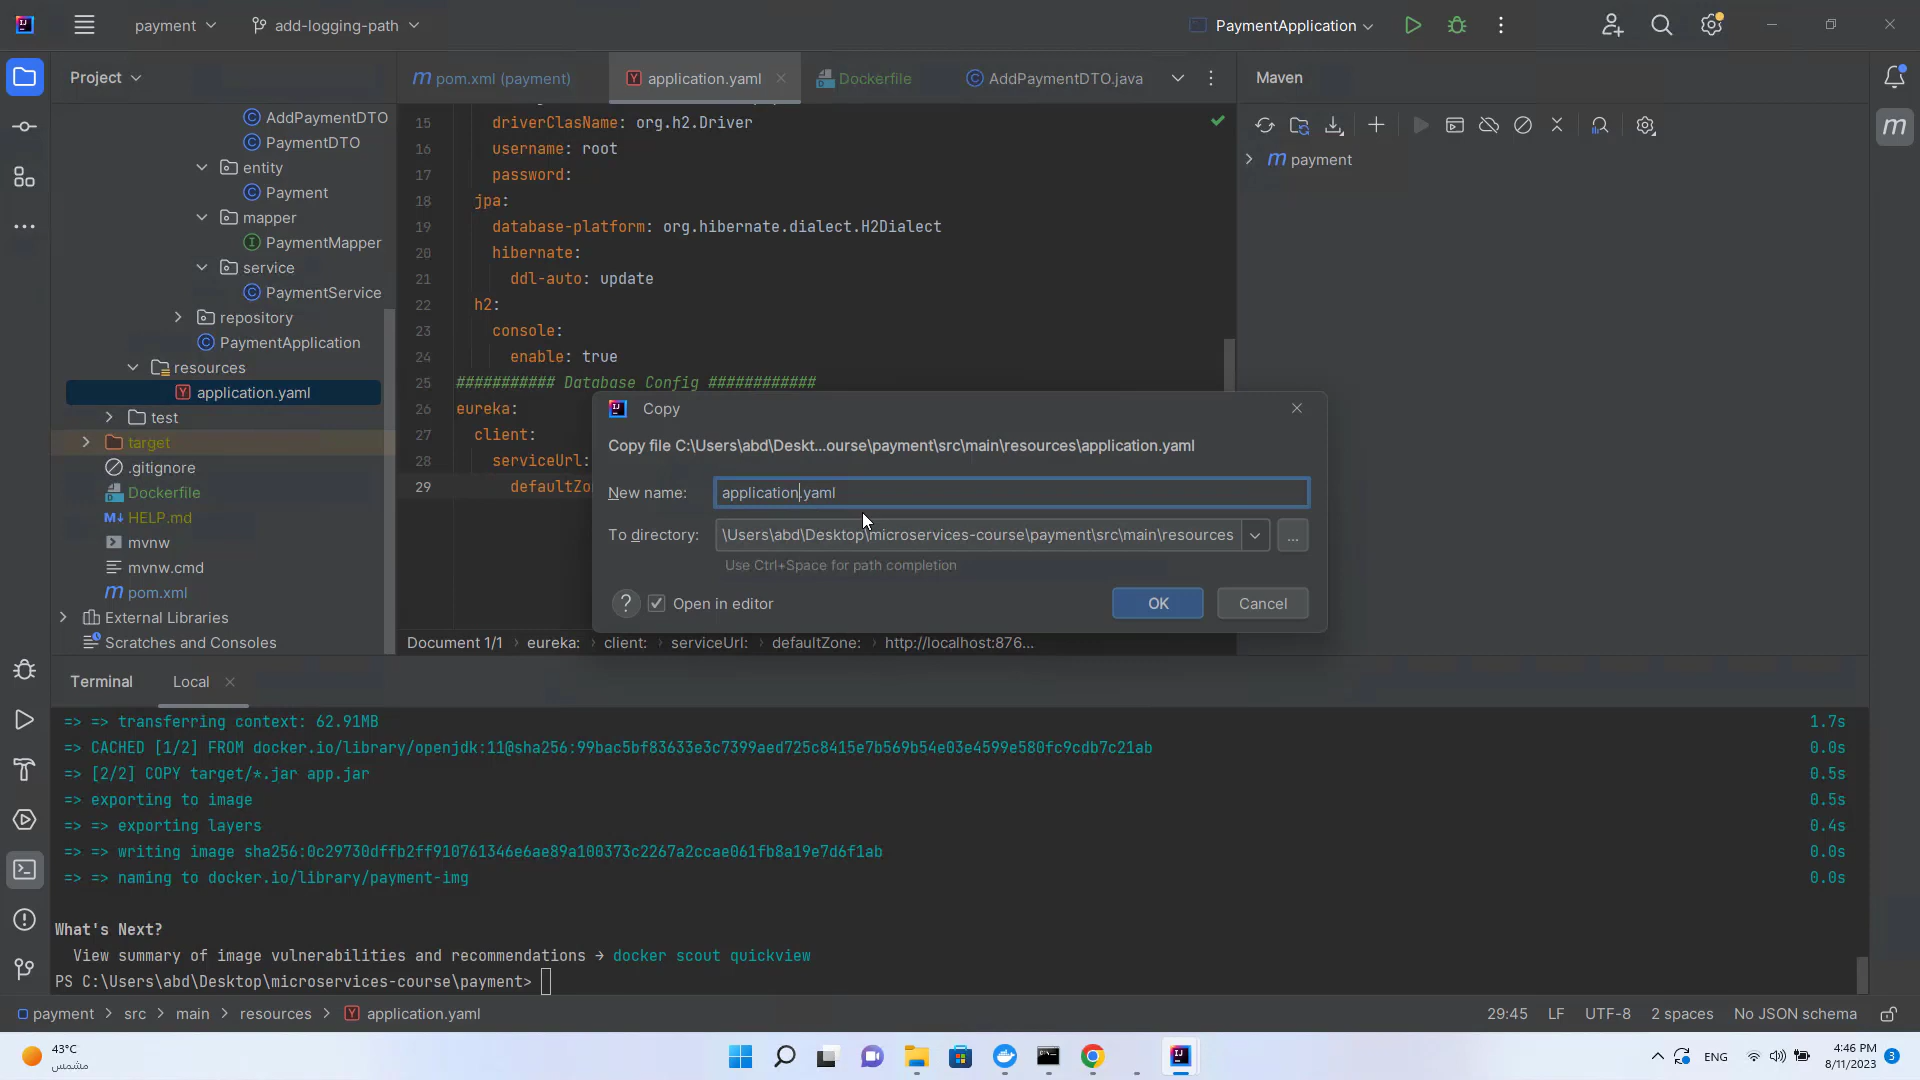 payment
add-logging-path
PaymentApplication
Project
pom.xml (payment)
application.yaml
Dockerfile
AddPaymentDTO.java
Maven
AddPaymentDTO
PaymentDTO
entity
Payment
mapper
PaymentMapper
service
PaymentService
repository
PaymentApplication
resources
application.yaml
test
target
.gitignore
Dockerfile
HELP.md
mvnw
mvnw.cmd
pom.xml
External Libraries
Scratches and Consoles
15 driverClasName: org.h2.Driver
16 username: root
17 password:
18 jpa:
19 database-platform: org.hibernate.dialect.H2Dialect
20 hibernate:
21 ddl-auto: update
22 h2:
23 console:
24 enable: true
25 ########### Database Config ############
26 eureka:
27 client:
28 serviceUrl:
29 defaultZo
payment
Copy
Copy file C:\Users\abd\Deskt...ourse\payment\src\main\resources\application.yaml
New name: application.yaml
To directory: \Users\abd\Desktop\microservices-course\payment\src\main\resources
Use Ctrl+Space for path completion
? Open in editor
OK
Cancel
Document 1/1 › eureka: › client: › serviceUrl: › defaultZone: › http://localhost:876...
Terminal
Local
=> => transferring context: 62.91MB 1.7s
=> CACHED [1/2] FROM docker.io/library/openjdk:11@sha256:99bac5bf83633e3c7399aed725c8415e7b569b54e03e4599e580fc9cdb7c21ab 0.0s
=> [2/2] COPY target/*.jar app.jar 0.5s
=> exporting to image 0.5s
=> => exporting layers 0.4s
=> => writing image sha256:0c29730dffb2ff910761346e6ae89a100373c2267a2ccae061fb8a19e7d6f1ab 0.0s
=> => naming to docker.io/library/payment-img 0.0s
What's Next?
View summary of image vulnerabilities and recommendations → docker scout quickview
PS C:\Users\abd\Desktop\microservices-course\payment>
payment › src › main › resources › application.yaml
29:45 LF UTF-8 2 spaces No JSON schema
43°C
مشمس
ENG
4:46 PM
8/11/2023
3